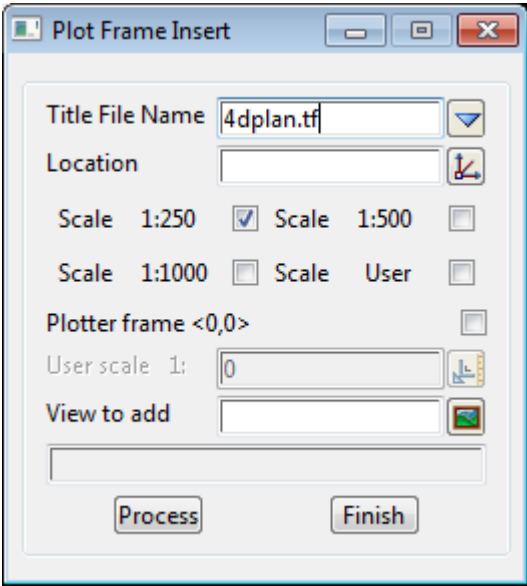 Plot Frame Insert
Title File Name 4dplan.tf
Location
Scale 1:250 Scale 1:500
Scale 1:1000 Scale User
Plotter frame <0,0>
User scale 1: 0
View to add
Process Finish